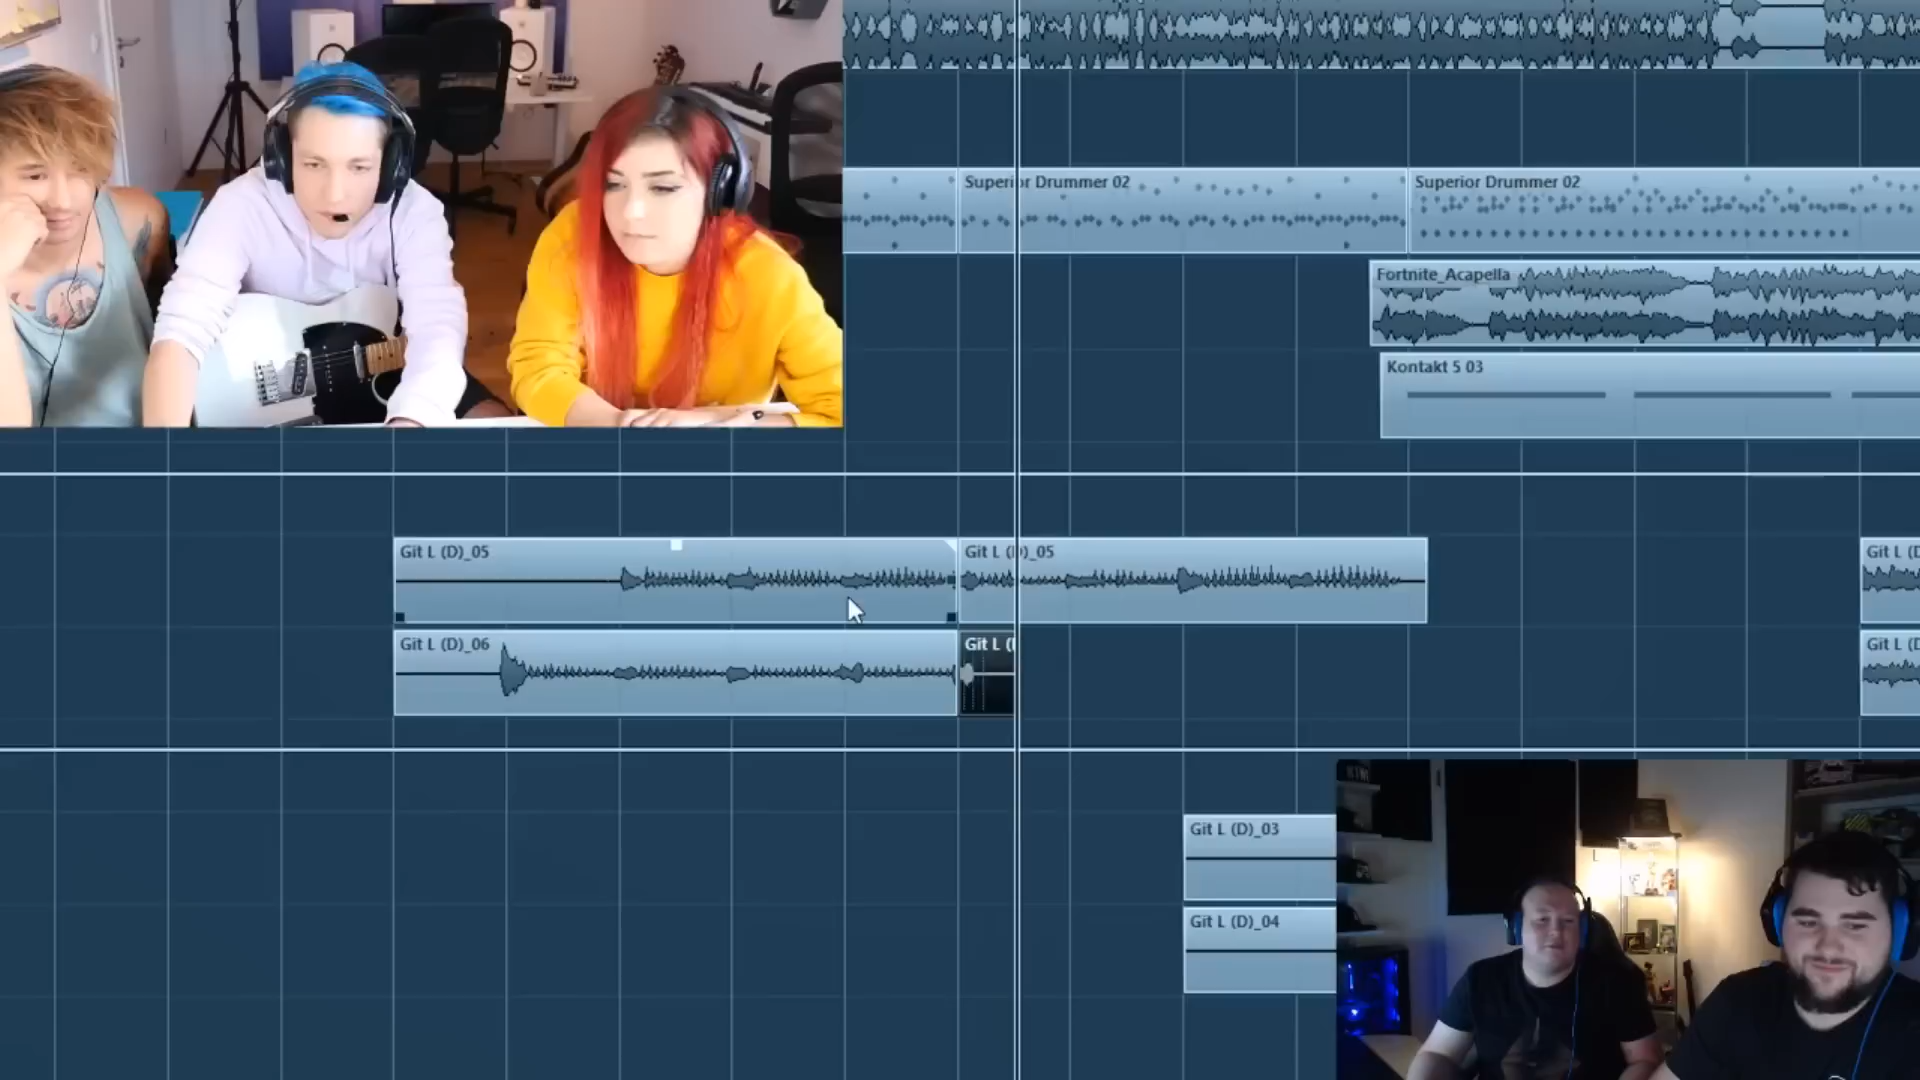 Superior Drummer 02
Superior Drummer 02
Fortnite_Acapella
Kontakt 5 03
Git L (D)_05
Git L (D)_05
Git L (D
Git L (D)_06
Git L (
Git L (D
Git L (D)_03
Git L (D)_04